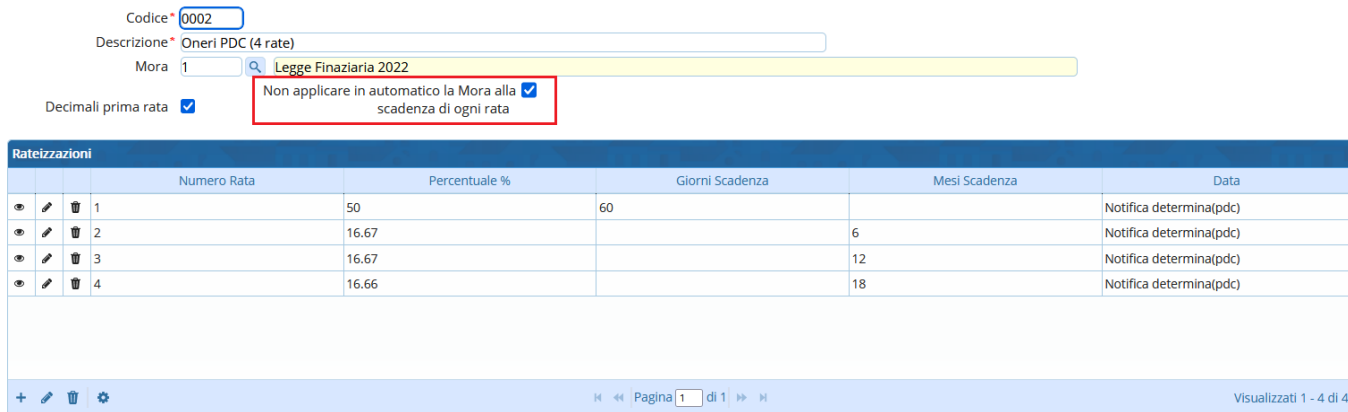 Codice* 0002
Descrizione* Oneri PDC (4 rate)
Mora 1 Legge Finaziaria 2022
Decimali prima rata
Non applicare in automatico la Mora alla
scadenza di ogni rata
Rateizzazioni
Numero Rata Percentuale % Giorni Scadenza Mesi Scadenza Data
1 50 60 Notifica determina(pdc)
2 16.67 6 Notifica determina(pdc)
3 16.67 12 Notifica determina(pdc)
4 16.66 18 Notifica determina(pdc)
Pagina 1 di 1 Visualizzati 1 - 4 di 4